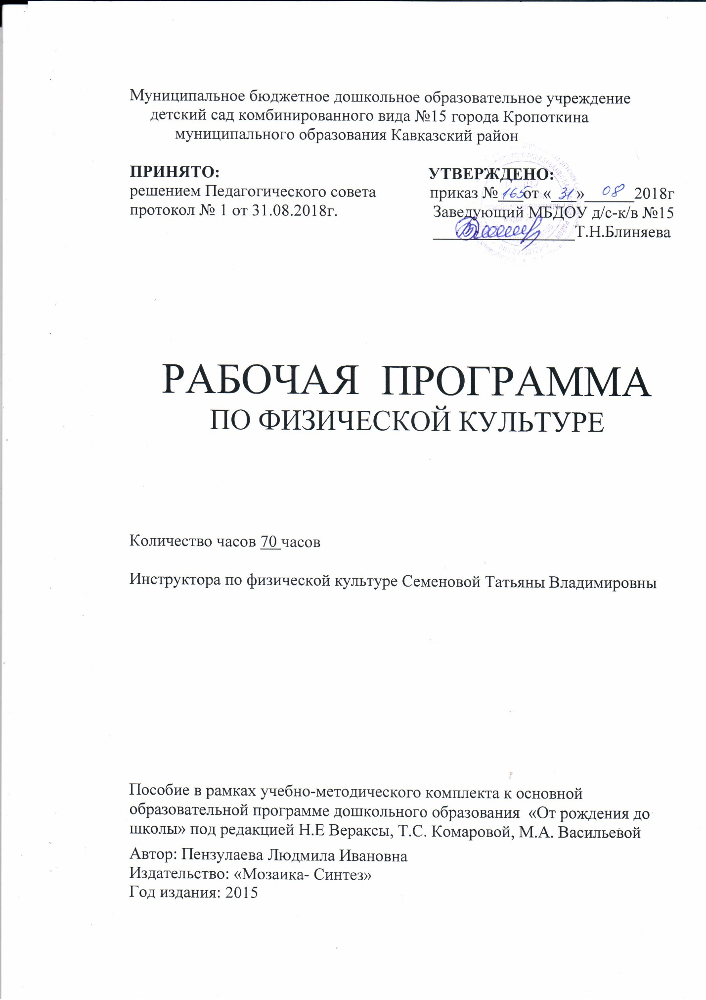 Муниципальное бюджетное дошкольное образовательное учреждение
детский сад комбинированного вида №15 города Кропоткина
муниципального образования Кавказский район
ПРИНЯТО:
решением Педагогического совета
протокол № 1 от 31.08.2018г.
УТВЕРЖДЕНО:
приказ № 165 от « 31 » 08 2018г
Заведующий МБДОУ д/с-к/в №15
Т.Н.Блиняева
РАБОЧАЯ ПРОГРАММА
ПО ФИЗИЧЕСКОЙ КУЛЬТУРЕ
Количество часов 70 часов
Инструктора по физической культуре Семеновой Татьяны Владимировны
Пособие в рамках учебно-методического комплекта к основной
образовательной программе дошкольного образования «От рождения до
школы» под редакцией Н.Е Вераксы, Т.С. Комаровой, М.А. Васильевой
Автор: Пензулаева Людмила Ивановна
Издательство: «Мозаика- Синтез»
Год издания: 2015